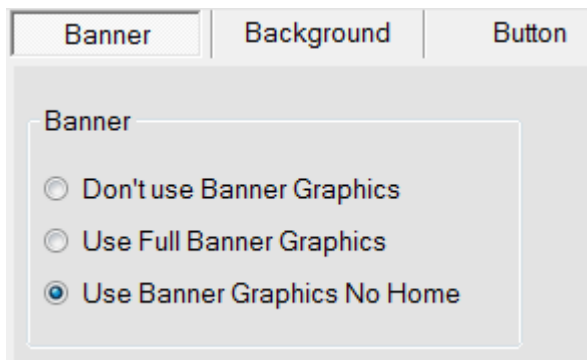 Banner Background Button
Banner
Don't use Banner Graphics
Use Full Banner Graphics
Use Banner Graphics No Home